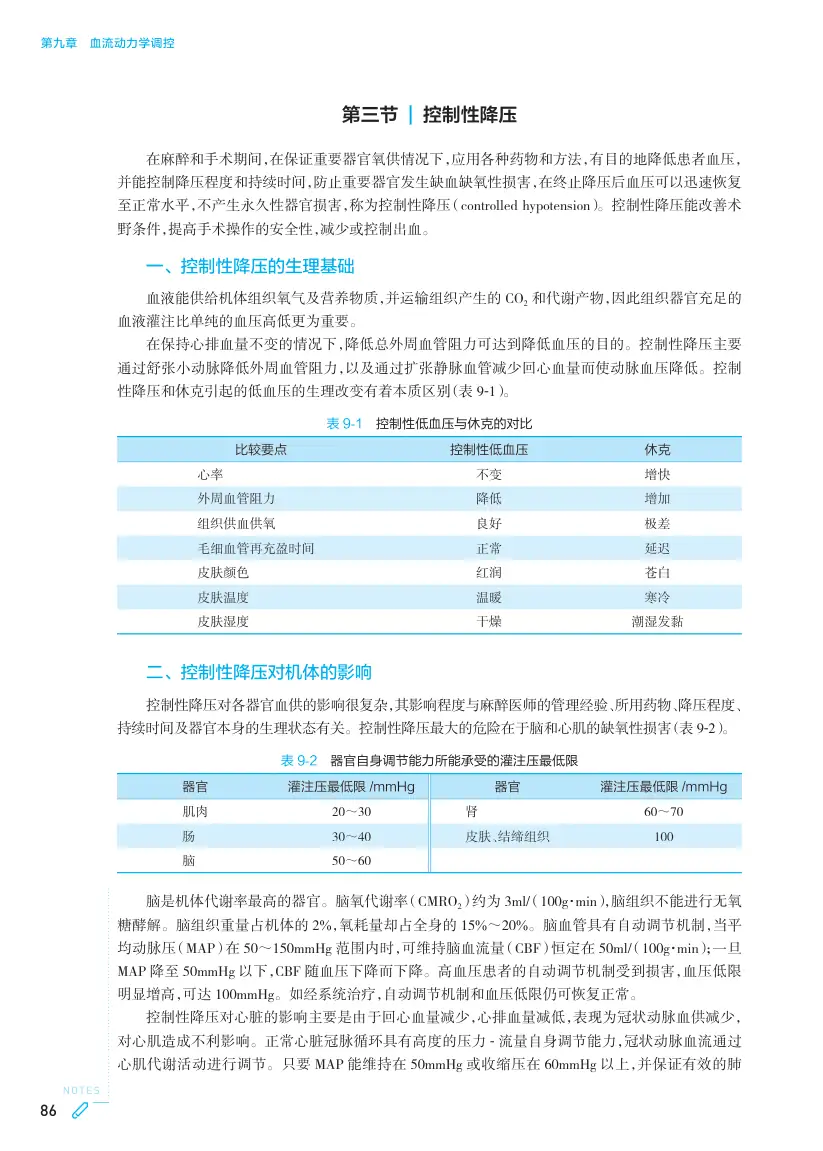 第九章　血流动力学调控
第三节｜控制性降压
在麻醉和手术期间,在保证重要器官氧供情况下,应用各种药物和方法,有目的地降低患者血压,
并能控制降压程度和持续时间,防止重要器官发生缺血缺氧性损害,在终止降压后血压可以迅速恢复
至正常水平,不产生永久性器官损害,称为控制性降压( controlled hypotension )。控制性降压能改善术
野条件,提高手术操作的安全性,减少或控制出血。
一、控制性降压的生理基础
血液能供给机体组织氧气及营养物质,并运输组织产生的 CO₂ 和代谢产物,因此组织器官充足的
血液灌注比单纯的血压高低更为重要。
在保持心排血量不变的情况下,降低总外周血管阻力可达到降低血压的目的。控制性降压主要
通过舒张小动脉降低外周血管阻力,以及通过扩张静脉血管减少回心血量而使动脉血压降低。控制
性降压和休克引起的低血压的生理改变有着本质区别(表 9-1 )。
表 9-1　控制性低血压与休克的对比
比较要点　控制性低血压　休克
心率　不变　增快
外周血管阻力　降低　增加
组织供血供氧　良好　极差
毛细血管再充盈时间　正常　延迟
皮肤颜色　红润　苍白
皮肤温度　温暖　寒冷
皮肤湿度　干燥　潮湿发黏
二、控制性降压对机体的影响
控制性降压对各器官血供的影响很复杂,其影响程度与麻醉医师的管理经验、所用药物、降压程度、
持续时间及器官本身的生理状态有关。控制性降压最大的危险在于脑和心肌的缺氧性损害(表 9-2 )。
表 9-2　器官自身调节能力所能承受的灌注压最低限
器官　灌注压最低限 /mmHg　器官　灌注压最低限 /mmHg
肌肉　20～30　肾　60～70
肠　30～40　皮肤、结缔组织　100
脑　50～60
脑是机体代谢率最高的器官。脑氧代谢率( CMRO₂ )约为 3ml/( 100g·min ),脑组织不能进行无氧
糖酵解。脑组织重量占机体的 2%,氧耗量却占全身的 15%～20%。脑血管具有自动调节机制,当平
均动脉压( MAP )在 50～150mmHg 范围内时,可维持脑血流量( CBF )恒定在 50ml/( 100g·min );一旦
MAP 降至 50mmHg 以下,CBF 随血压下降而下降。高血压患者的自动调节机制受到损害,血压低限
明显增高,可达 100mmHg。如经系统治疗,自动调节机制和血压低限仍可恢复正常。
控制性降压对心脏的影响主要是由于回心血量减少,心排血量减低,表现为冠状动脉血供减少,
对心肌造成不利影响。正常心脏冠脉循环具有高度的压力 - 流量自身调节能力,冠状动脉血流通过
心肌代谢活动进行调节。只要 MAP 能维持在 50mmHg 或收缩压在 60mmHg 以上,并保证有效的肺
NOTES
86